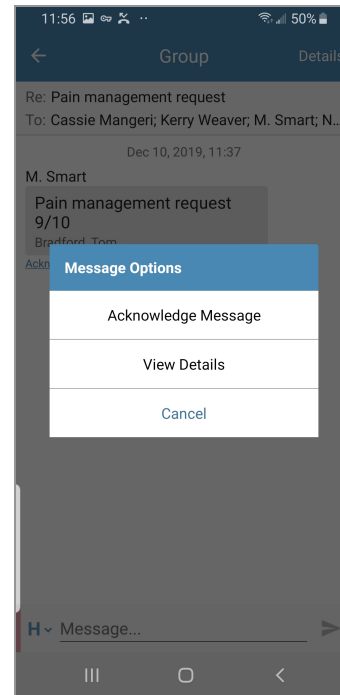 11:56 50%
Group Details
Re: Pain management request
To: Cassie Mangeri; Kerry Weaver; M. Smart; N...
Dec 10, 2019, 11:37
M. Smart
Pain management request
9/10
Bradford, Tom
Ackn
Message Options
Acknowledge Message
View Details
Cancel
H Message...